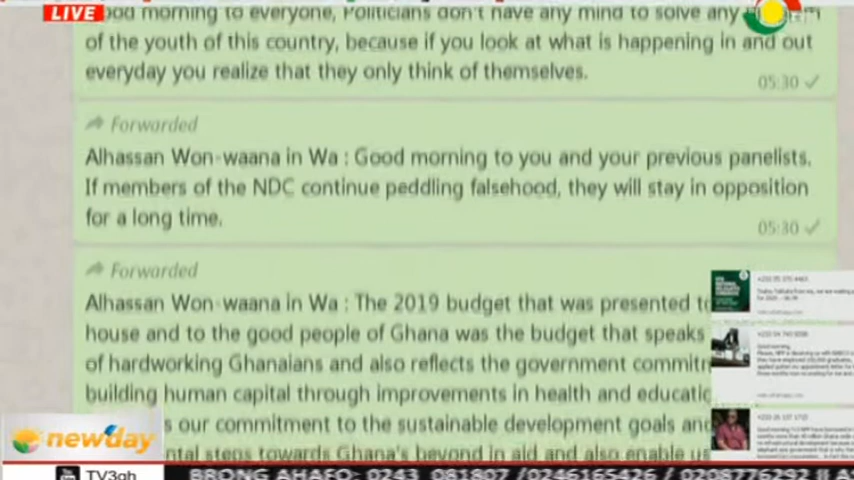 LIVE
ood morning to everyone, Politicians don't have any mind to solve any
of the youth of this country, because if you look at what is happening in and out
everyday you realize that they only think of themselves.
05:30
Forwarded
Alhassan Won-waana in Wa : Good morning to you and your previous panelists.
If members of the NDC continue peddling falsehood, they will stay in opposition
for a long time.
05:30
Forwarded
Alhassan Won-waana in Wa : The 2019 budget that was presented to
house and to the good people of Ghana was the budget that speaks
of hardworking Ghanaians and also reflects the government commitm
building human capital through improvements in health and educatio
s our commitment to the sustainable development goals and
ntal steps towards Ghana's beyond in aid and also enable us
newday
You TV3gh
BRONG AHAFO: 0243 081807 /0246165426 / 0208776292 ||